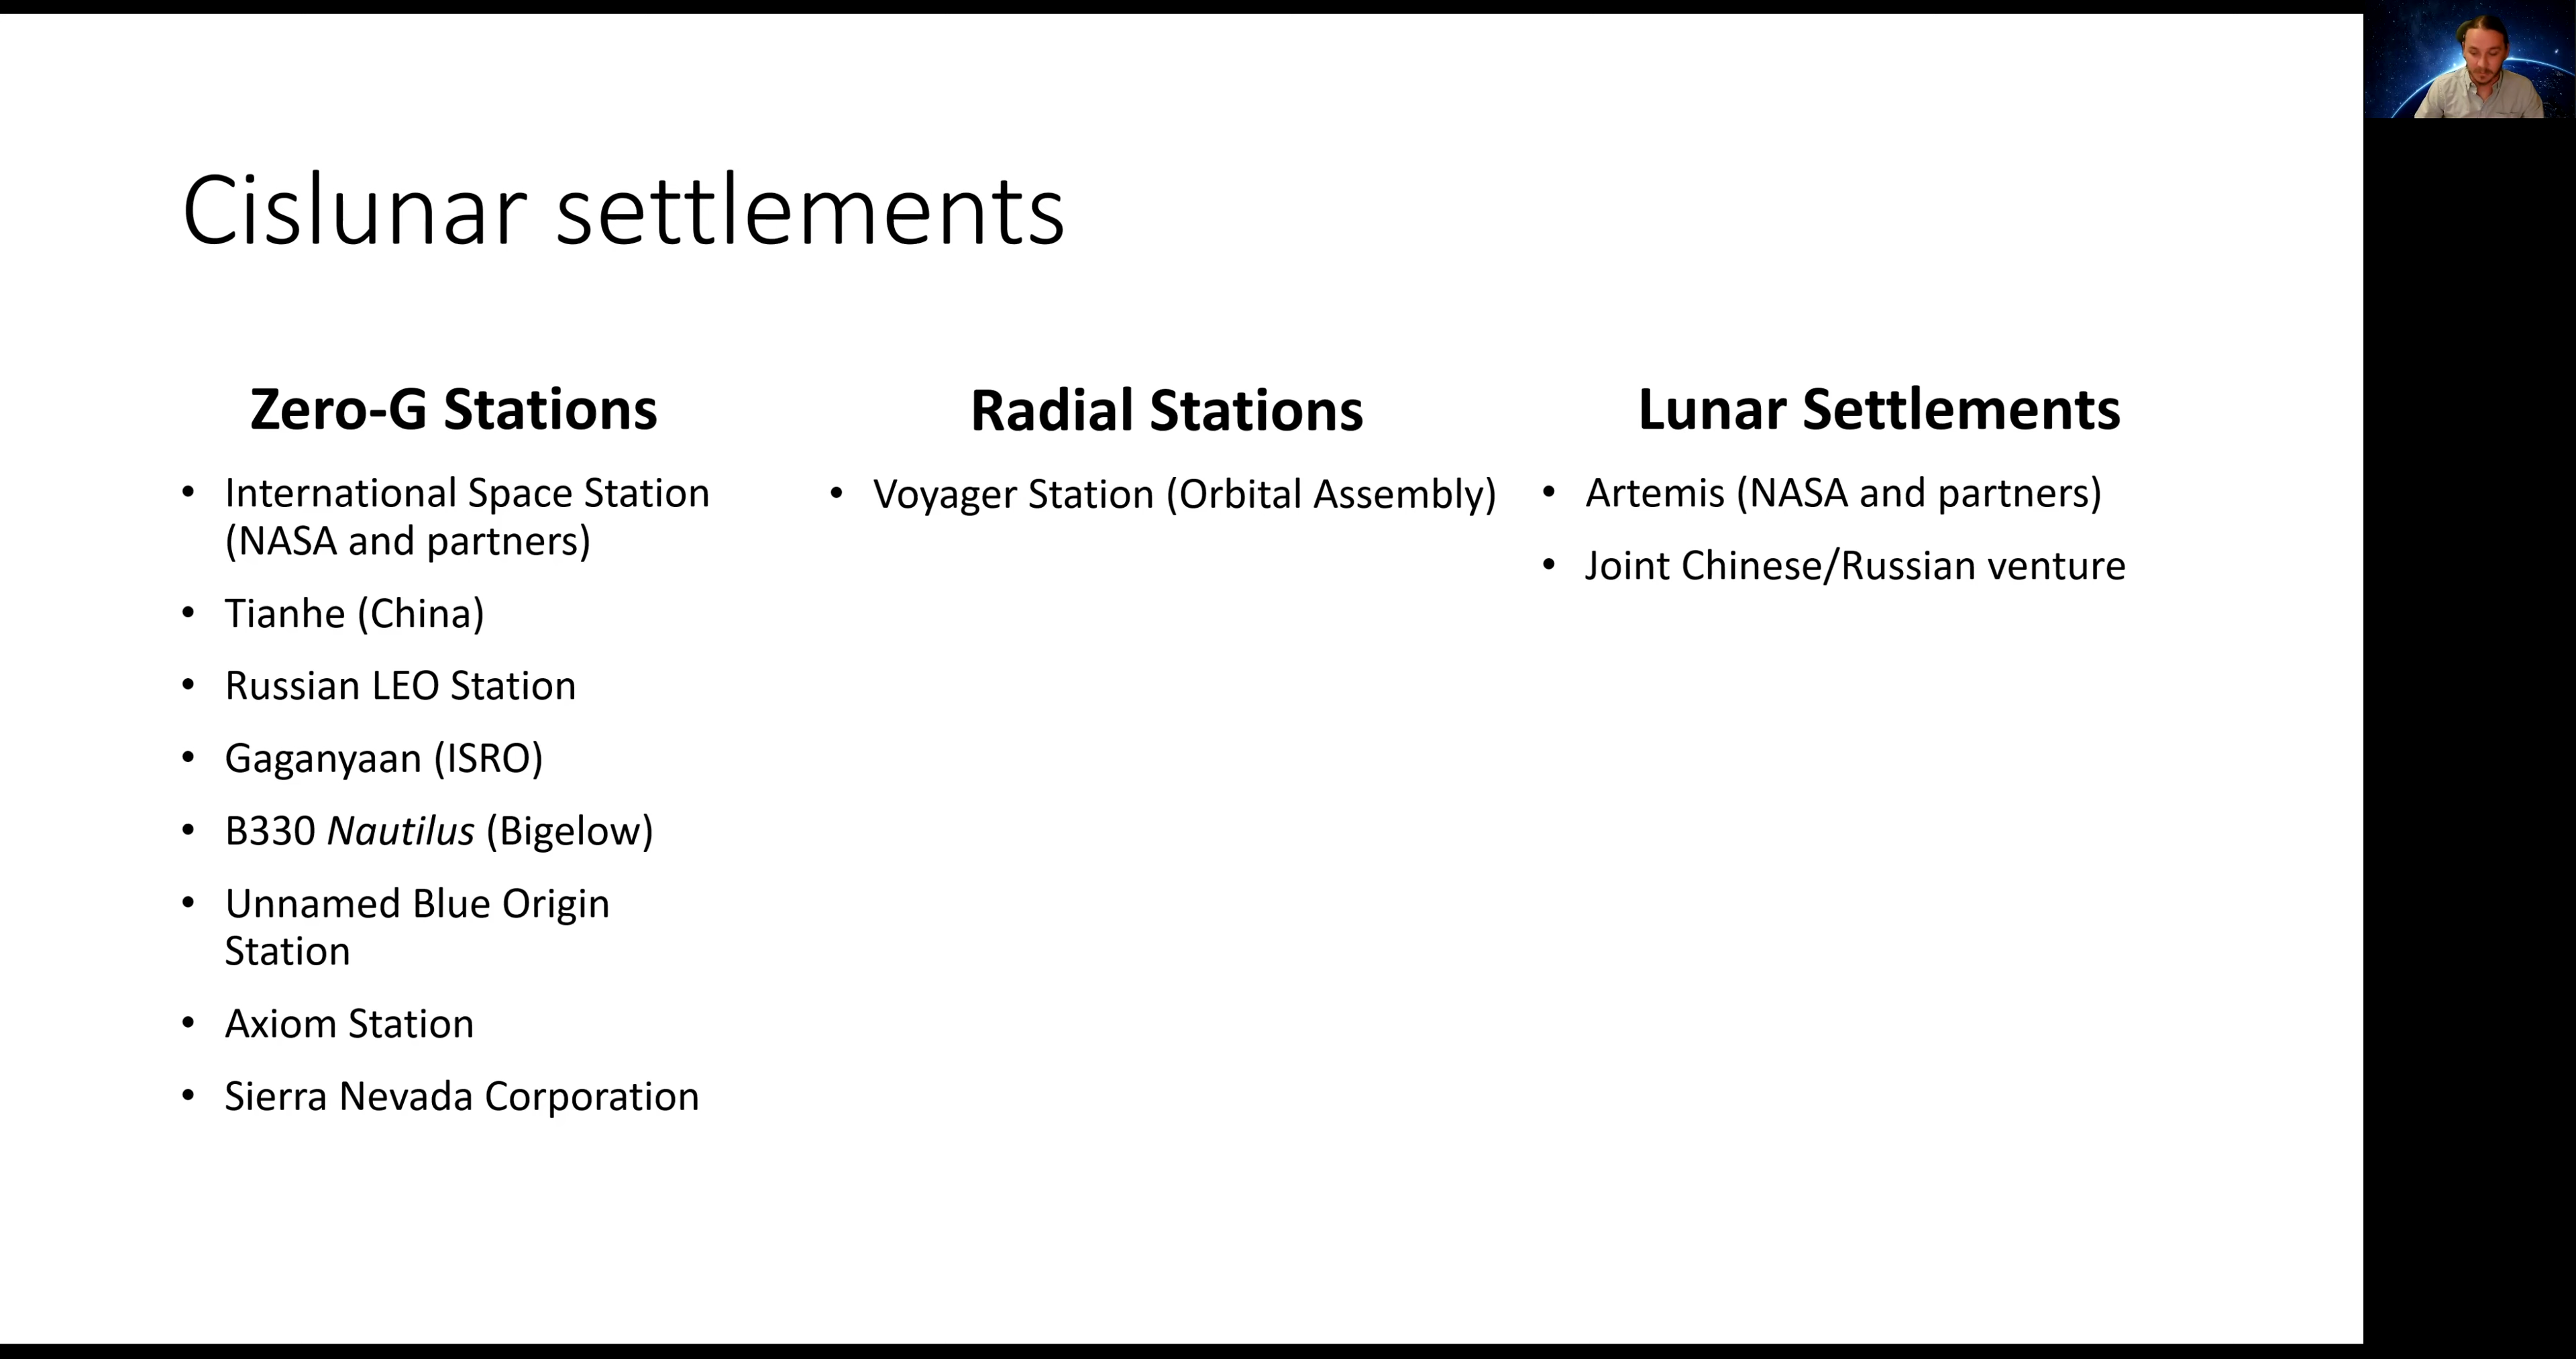 Cislunar settlements
Zero-G Stations
• International Space Station
(NASA and partners)
• Tianhe (China)
• Russian LEO Station
• Gaganyaan (ISRO)
• B330 Nautilus (Bigelow)
• Unnamed Blue Origin
Station
• Axiom Station
• Sierra Nevada Corporation
Radial Stations
• Voyager Station (Orbital Assembly)
Lunar Settlements
• Artemis (NASA and partners)
• Joint Chinese/Russian venture